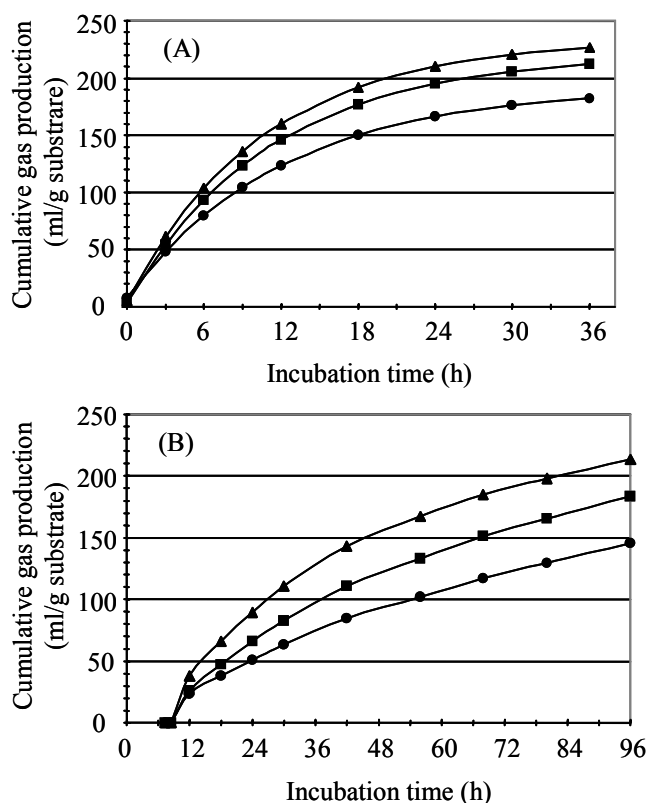 250
(A)
200
150
100
50
0
Cumulative gas production
(ml/g substrare)
0 6 12 18 24 30 36
Incubation time (h)
250
(B)
200
150
100
50
0
Cumulative gas production
(ml/g substrate)
0 12 24 36 48 60 72 84 96
Incubation time (h)